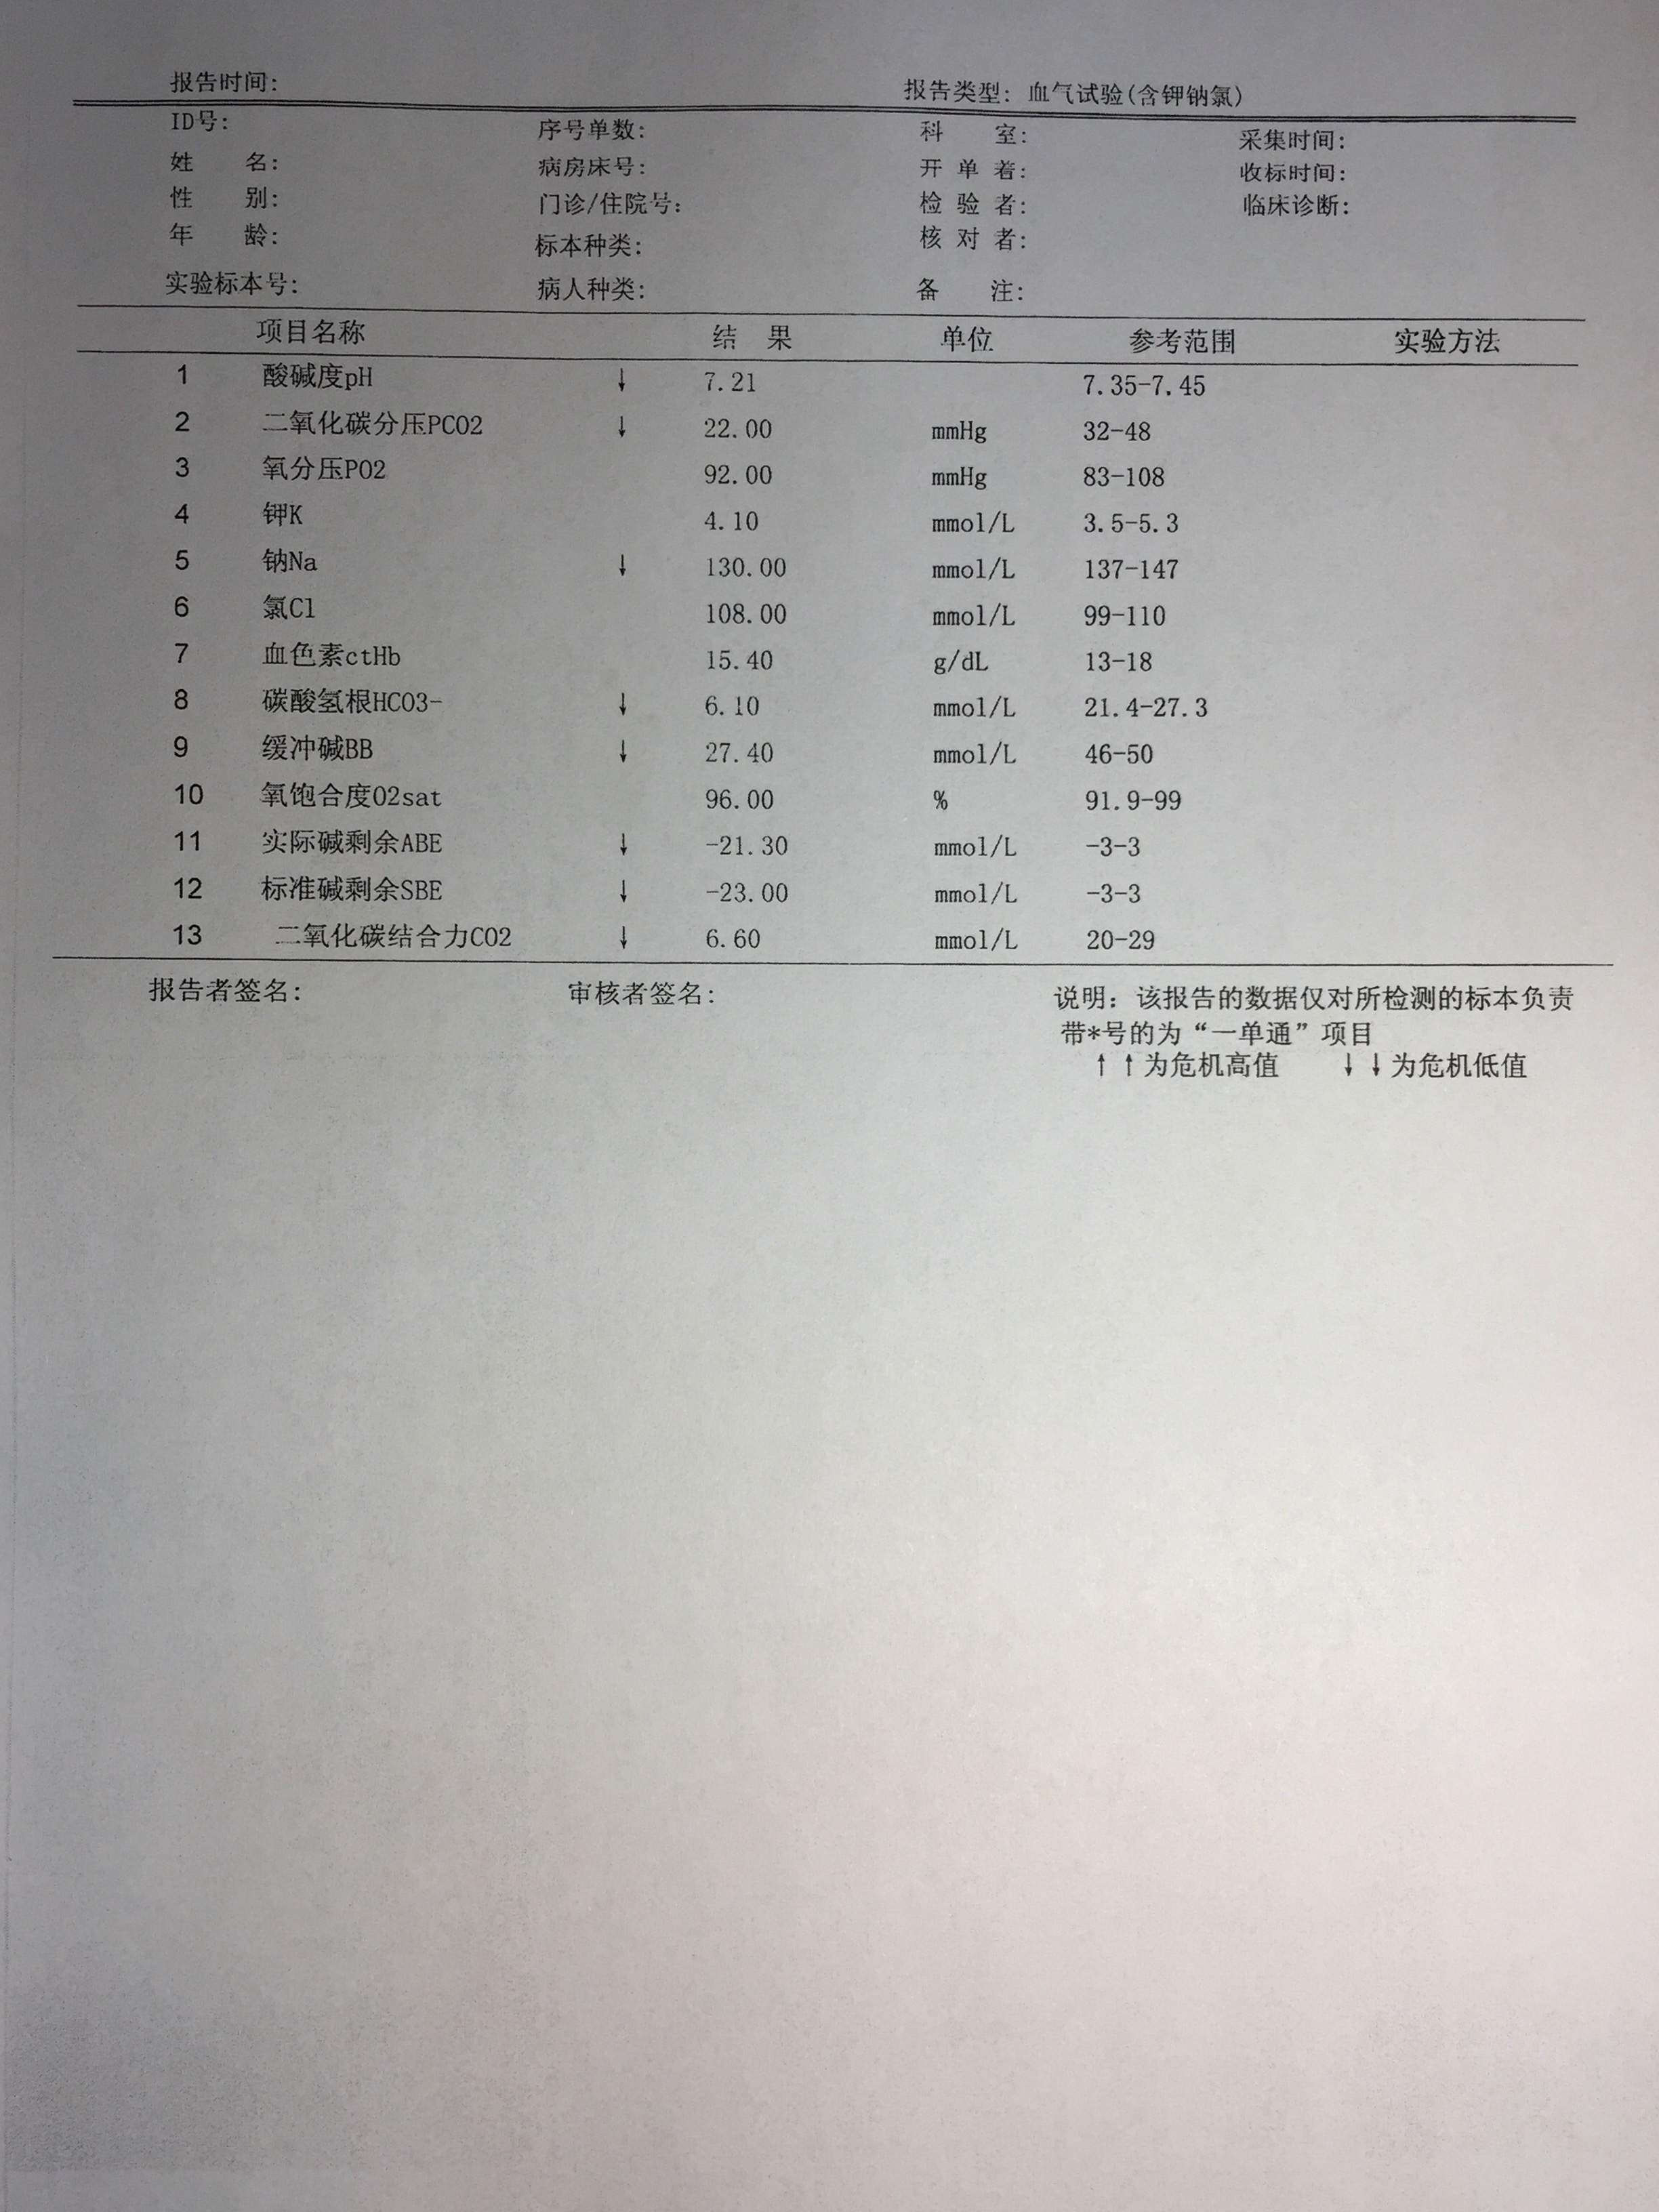 报告时间: 报告类型: 血气试验(含钾钠氯)
ID号: 序号单数: 科 室: 采集时间:
姓 名: 病房床号: 开 单 着: 收标时间:
性 别: 门诊/住院号: 检 验 者: 临床诊断:
年 龄: 标本种类: 核 对 者:
实验标本号: 病人种类: 备 注:
项目名称 结 果 单位 参考范围 实验方法
1 酸碱度pH ↓ 7.21 7.35-7.45
2 二氧化碳分压PCO2 ↓ 22.00 mmHg 32-48
3 氧分压PO2 92.00 mmHg 83-108
4 钾K 4.10 mmol/L 3.5-5.3
5 钠Na ↓ 130.00 mmol/L 137-147
6 氯Cl 108.00 mmol/L 99-110
7 血色素ctHb 15.40 g/dL 13-18
8 碳酸氢根HCO3- ↓ 6.10 mmol/L 21.4-27.3
9 缓冲碱BB ↓ 27.40 mmol/L 46-50
10 氧饱合度O2sat 96.00 % 91.9-99
11 实际碱剩余ABE ↓ -21.30 mmol/L -3-3
12 标准碱剩余SBE ↓ -23.00 mmol/L -3-3
13 二氧化碳结合力CO2 ↓ 6.60 mmol/L 20-29
报告者签名: 审核者签名: 说明: 该报告的数据仅对所检测的标本负责
带*号的为“一单通”项目
↑↑为危机高值 ↓↓为危机低值